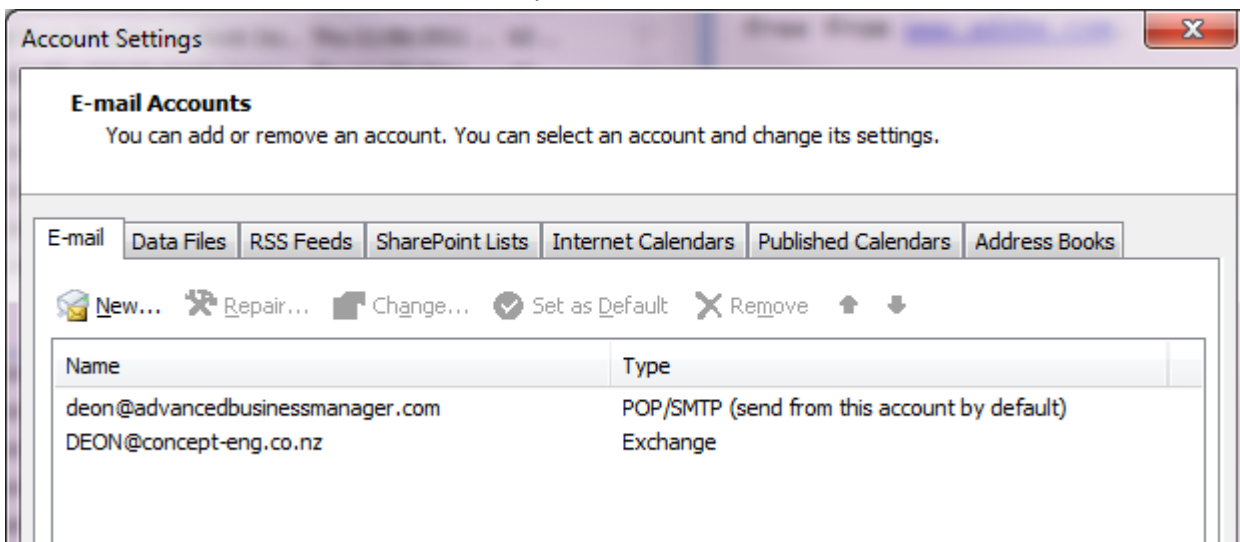 Account Settings
E-mail Accounts
You can add or remove an account. You can select an account and change its settings.
E-mail Data Files RSS Feeds SharePoint Lists Internet Calendars Published Calendars Address Books
New... Repair... Change... Set as Default Remove
Name Type
deon@advancedbusinessmanager.com POP/SMTP (send from this account by default)
DEON@concept-eng.co.nz Exchange